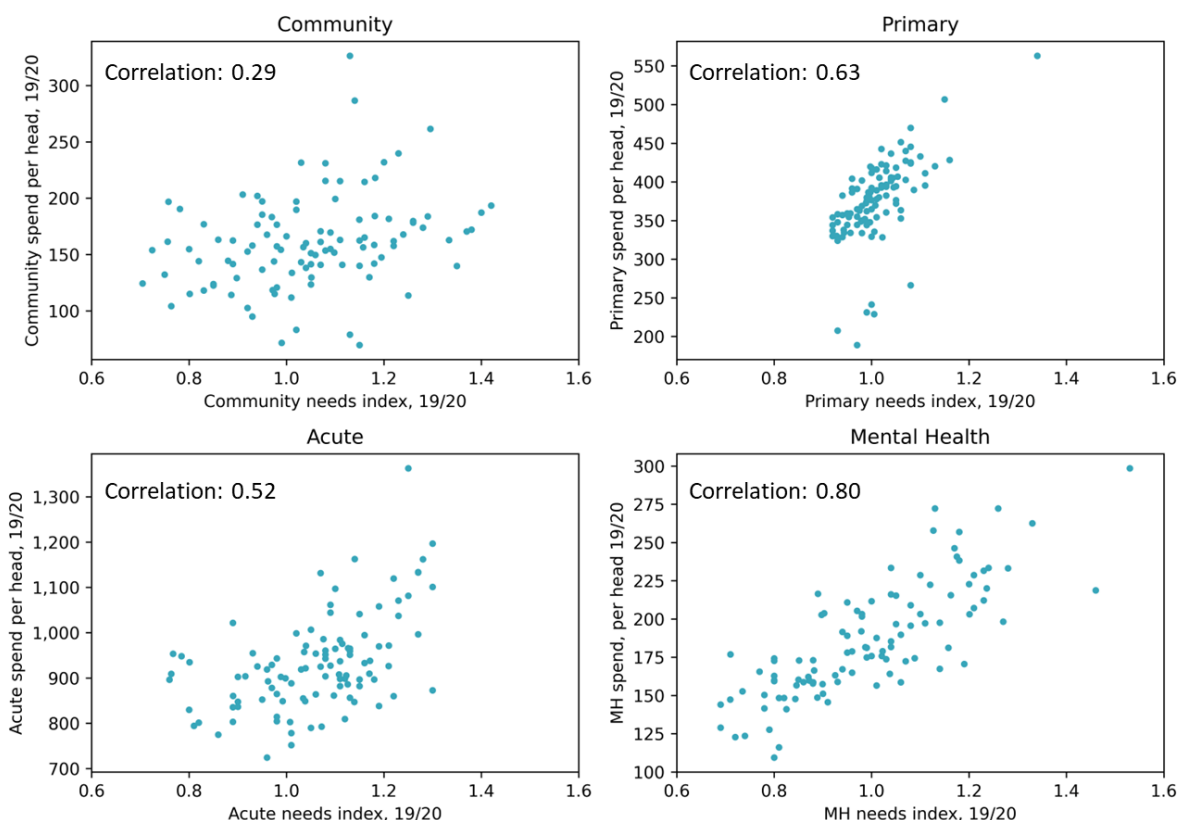 Community
Correlation: 0.29
Community spend per head, 19/20
300
250
200
150
100
0.6 0.8 1.0 1.2 1.4 1.6
Community needs index, 19/20
Primary
Correlation: 0.63
Primary spend per head, 19/20
550
500
450
400
350
300
250
200
0.6 0.8 1.0 1.2 1.4 1.6
Primary needs index, 19/20
Acute
Correlation: 0.52
Acute spend per head, 19/20
1,300
1,200
1,100
1,000
900
800
700
0.6 0.8 1.0 1.2 1.4 1.6
Acute needs index, 19/20
Mental Health
Correlation: 0.80
MH spend, per head 19/20
300
275
250
225
200
175
150
125
100
0.6 0.8 1.0 1.2 1.4 1.6
MH needs index, 19/20